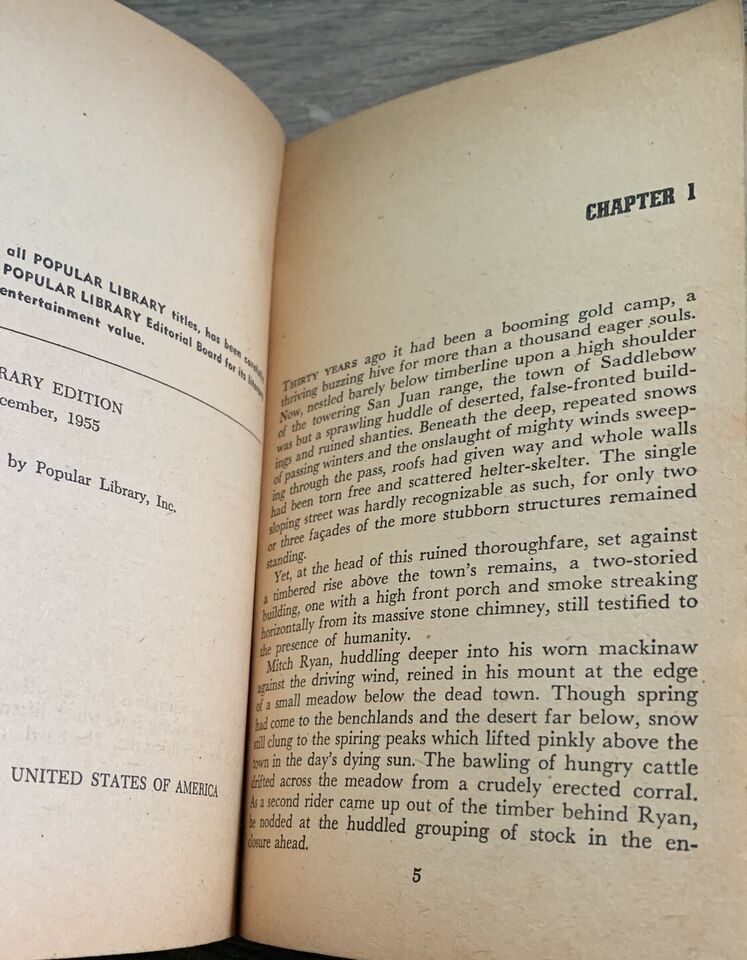 all POPULAR LIBRARY titles, has been carefully
POPULAR LIBRARY Editorial Board for its
entertainment value.
RARY EDITION
cember, 1955
by Popular Library, Inc.
UNITED STATES OF AMERICA
CHAPTER 1
THIRTY YEARS ago it had been a booming gold camp, a
thriving buzzing hive for more than a thousand eager souls.
Now, nestled barely below timberline upon a high shoulder
of the towering San Juan range, the town of Saddlebow
was but a sprawling huddle of deserted, false-fronted build-
ings and ruined shanties. Beneath the deep, repeated snows
of passing winters and the onslaught of mighty winds sweep-
ing through the pass, roofs had given way and whole walls
had been torn free and scattered helter-skelter. The single
sloping street was hardly recognizable as such, for only two
or three façades of the more stubborn structures remained
standing.
Yet, at the head of this ruined thoroughfare, set against
a timbered rise above the town's remains, a two-storied
building, one with a high front porch and smoke streaking
horizontally from its massive stone chimney, still testified to
the presence of humanity.
Mitch Ryan, huddling deeper into his worn mackinaw
against the driving wind, reined in his mount at the edge
of a small meadow below the dead town. Though spring
had come to the benchlands and the desert far below, snow
still clung to the spiring peaks which lifted pinkly above the
town in the day's dying sun. The bawling of hungry cattle
drifted across the meadow from a crudely erected corral.
As a second rider came up out of the timber behind Ryan,
he nodded at the huddled grouping of stock in the en-
closure ahead.
5